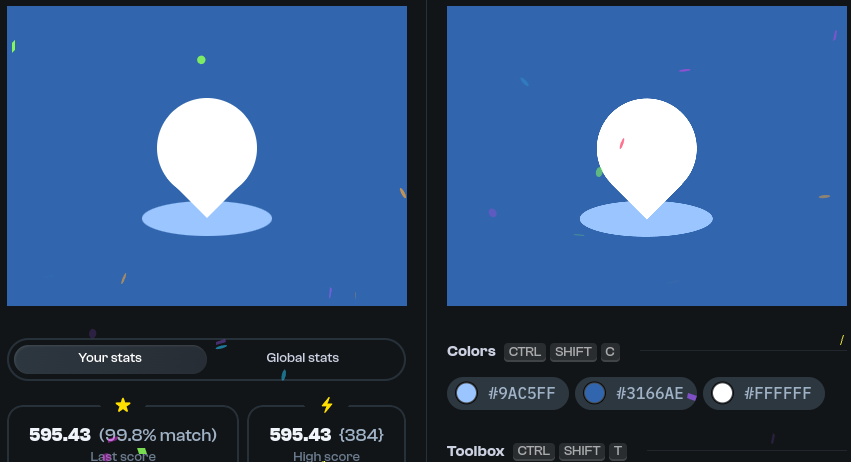 Your stats
Global stats
595.43 (99.8% match)
Last score
595.43 {384}
High score
Colors CTRL SHIFT C
#9AC5FF
#3166AE
#FFFFFF
Toolbox CTRL SHIFT T